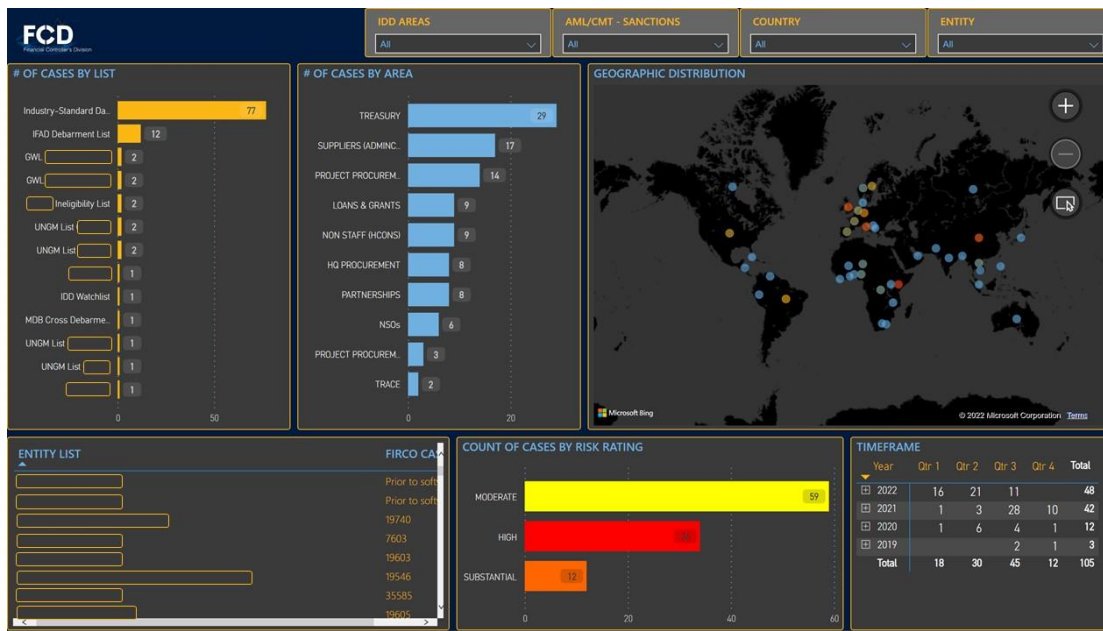 FCD
Financial Controller's Division
IDD AREAS
All
AML/CMT - SANCTIONS
All
COUNTRY
All
ENTITY
All
# OF CASES BY LIST
Industry-Standard Da...
77
IFAD Debarment List
12
GWL
2
GWL
2
Ineligibility List
2
UNGM List
2
UNGM List
2
1
IDD Watchlist
1
MDB Cross Debarme...
1
UNGM List
1
UNGM List
1
1
0
50
# OF CASES BY AREA
TREASURY
29
SUPPLIERS (ADMINC...
17
PROJECT PROCUREM...
14
LOANS & GRANTS
9
NON STAFF (HCONS)
9
HQ PROCUREMENT
8
PARTNERSHIPS
8
NSOs
6
PROJECT PROCUREM...
3
TRACE
2
0
20
GEOGRAPHIC DISTRIBUTION
Microsoft Bing
© 2022 Microsoft Corporation Terms
ENTITY LIST
FIRCO CA
Prior to soft
Prior to soft
19740
7603
19603
19546
35585
19605
COUNT OF CASES BY RISK RATING
MODERATE
59
HIGH
SUBSTANTIAL
12
0
20
40
60
TIMEFRAME
Year Qtr 1 Qtr 2 Qtr 3 Qtr 4 Total
2022 16 21 11 48
2021 1 3 28 10 42
2020 1 6 4 1 12
2019 2 1 3
Total 18 30 45 12 105